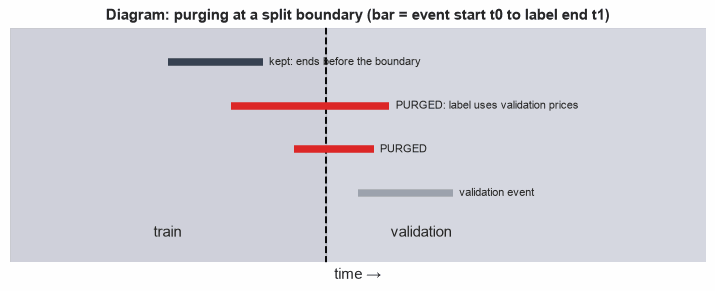 Diagram: purging at a split boundary (bar = event start t0 to label end t1)
kept: ends before the boundary
PURGED: label uses validation prices
PURGED
validation event
train
validation
time →